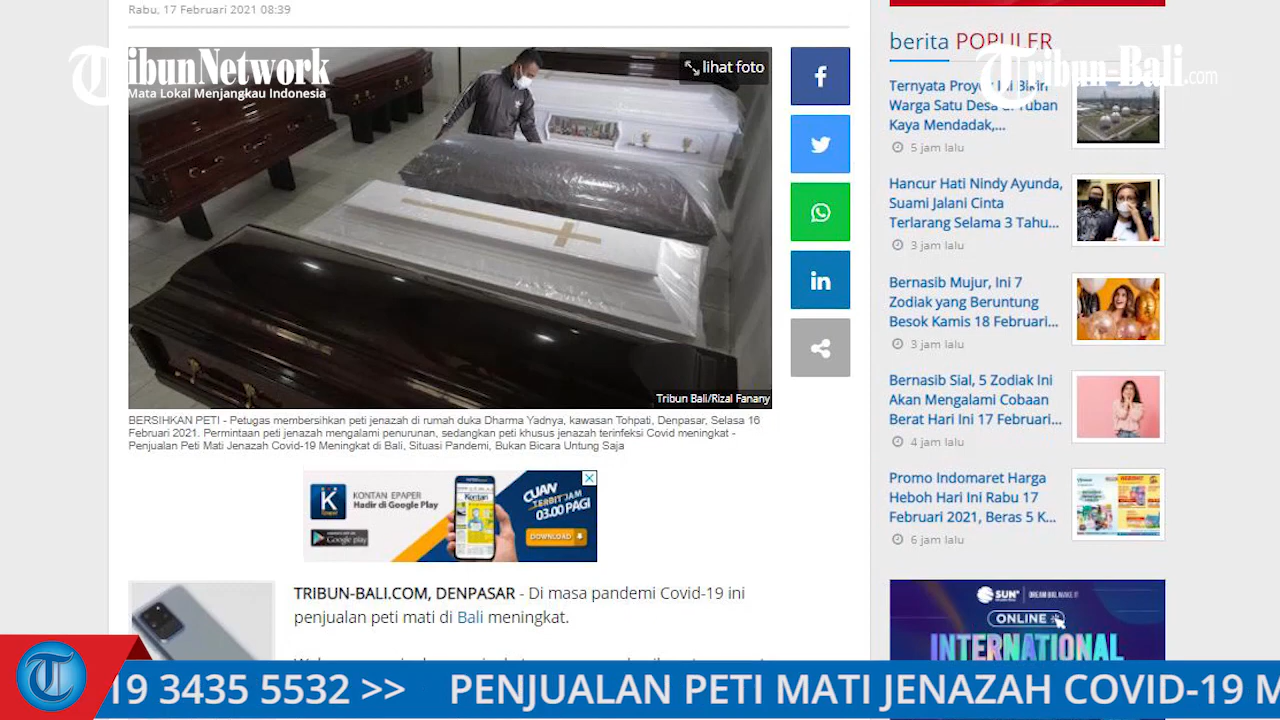 Rabu, 17 Februari 2021 08:39
TribunNetwork
Mata Lokal Menjangkau Indonesia
lihat foto
Tribun Bali/Rizal Fanany
BERSIHKAN PETI - Petugas membersihkan peti jenazah di rumah duka Dharma Yadnya, kawasan Tohpati, Denpasar, Selasa 16
Februari 2021. Permintaan peti jenazah mengalami penurunan, sedangkan peti khusus jenazah terinfeksi Covid meningkat -
Penjualan Peti Mati Jenazah Covid-19 Meningkat di Bali, Situasi Pandemi, Bukan Bicara Untung Saja
KONTAN EPAPER
Hadir di Google Play
Google play
Kontan
CUAN
TERBIT JAM
03.00 PAGI
DOWNLOAD
TRIBUN-BALI.COM, DENPASAR - Di masa pandemi Covid-19 ini
penjualan peti mati di Bali meningkat.
berita POPULER
Tribun-Bali.com
Ternyata
Warga Satu Desa di Tuban
Kaya Mendadak,...
5 jam lalu
Hancur Hati Nindy Ayunda,
Suami Jalani Cinta
Terlarang Selama 3 Tahu...
3 jam lalu
Bernasib Mujur, Ini 7
Zodiak yang Beruntung
Besok Kamis 18 Februari...
3 jam lalu
Bernasib Sial, 5 Zodiak Ini
Akan Mengalami Cobaan
Berat Hari Ini 17 Februari...
4 jam lalu
Promo Indomaret Harga
Heboh Hari Ini Rabu 17
Februari 2021, Beras 5 K...
6 jam lalu
SUN
DREAM BIG, MAKE IT
ONLINE
INTERNATIONAL
19 3435 5532 >> PENJUALAN PETI MATI JENAZAH COVID-19 M